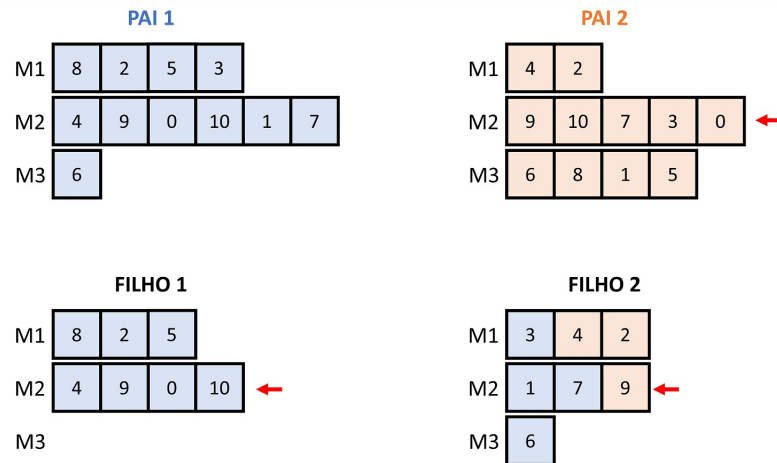 PAI 1
M1 8 2 5 3
M2 4 9 0 10 1 7
M3 6
PAI 2
M1 4 2
M2 9 10 7 3 0
M3 6 8 1 5
FILHO 1
M1 8 2 5
M2 4 9 0 10
M3
FILHO 2
M1 3 4 2
M2 1 7 9
M3 6